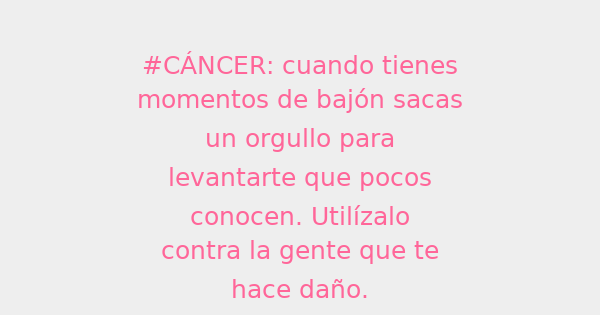 #CÁNCER: cuando tienes
momentos de bajón sacas
un orgullo para
levantarte que pocos
conocen. Utilízalo
contra la gente que te
hace daño.